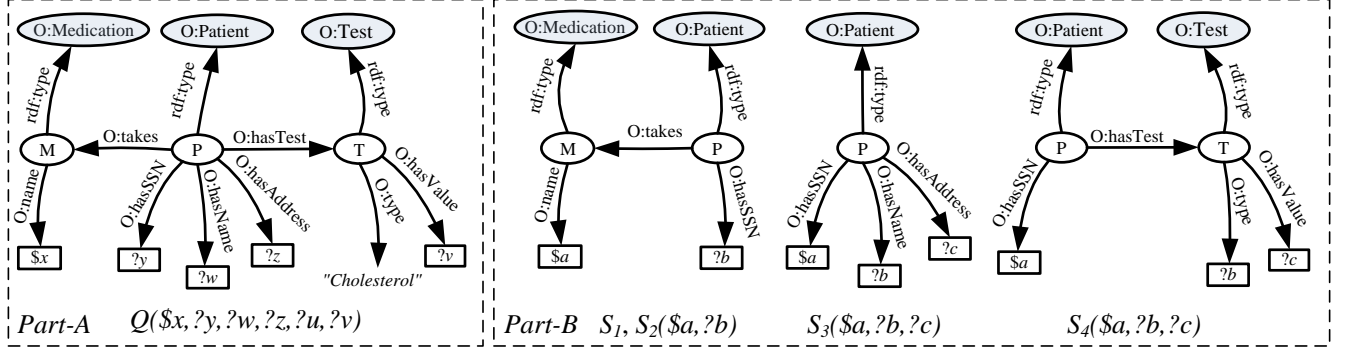 O:Medication O:Patient O:Test
rdf:type rdf:type rdf:type
M O:takes P O:hasTest T
O:name O:hasSSN O:hasName O:hasAddress O:type O:hasValue
$x ?y ?w ?z "Cholesterol" ?v
Part-A Q($x,?y,?w,?z,?u,?v)
O:Medication O:Patient O:Patient O:Patient O:Test
rdf:type rdf:type rdf:type rdf:type rdf:type
M O:takes P P P O:hasTest T
O:name O:hasSSN O:hasSSN O:hasName O:hasAddress O:hasSSN O:type O:hasValue
$a ?b $a ?b ?c $a ?b ?c
Part-B S1, S2($a,?b) S3($a,?b,?c) S4($a,?b,?c)